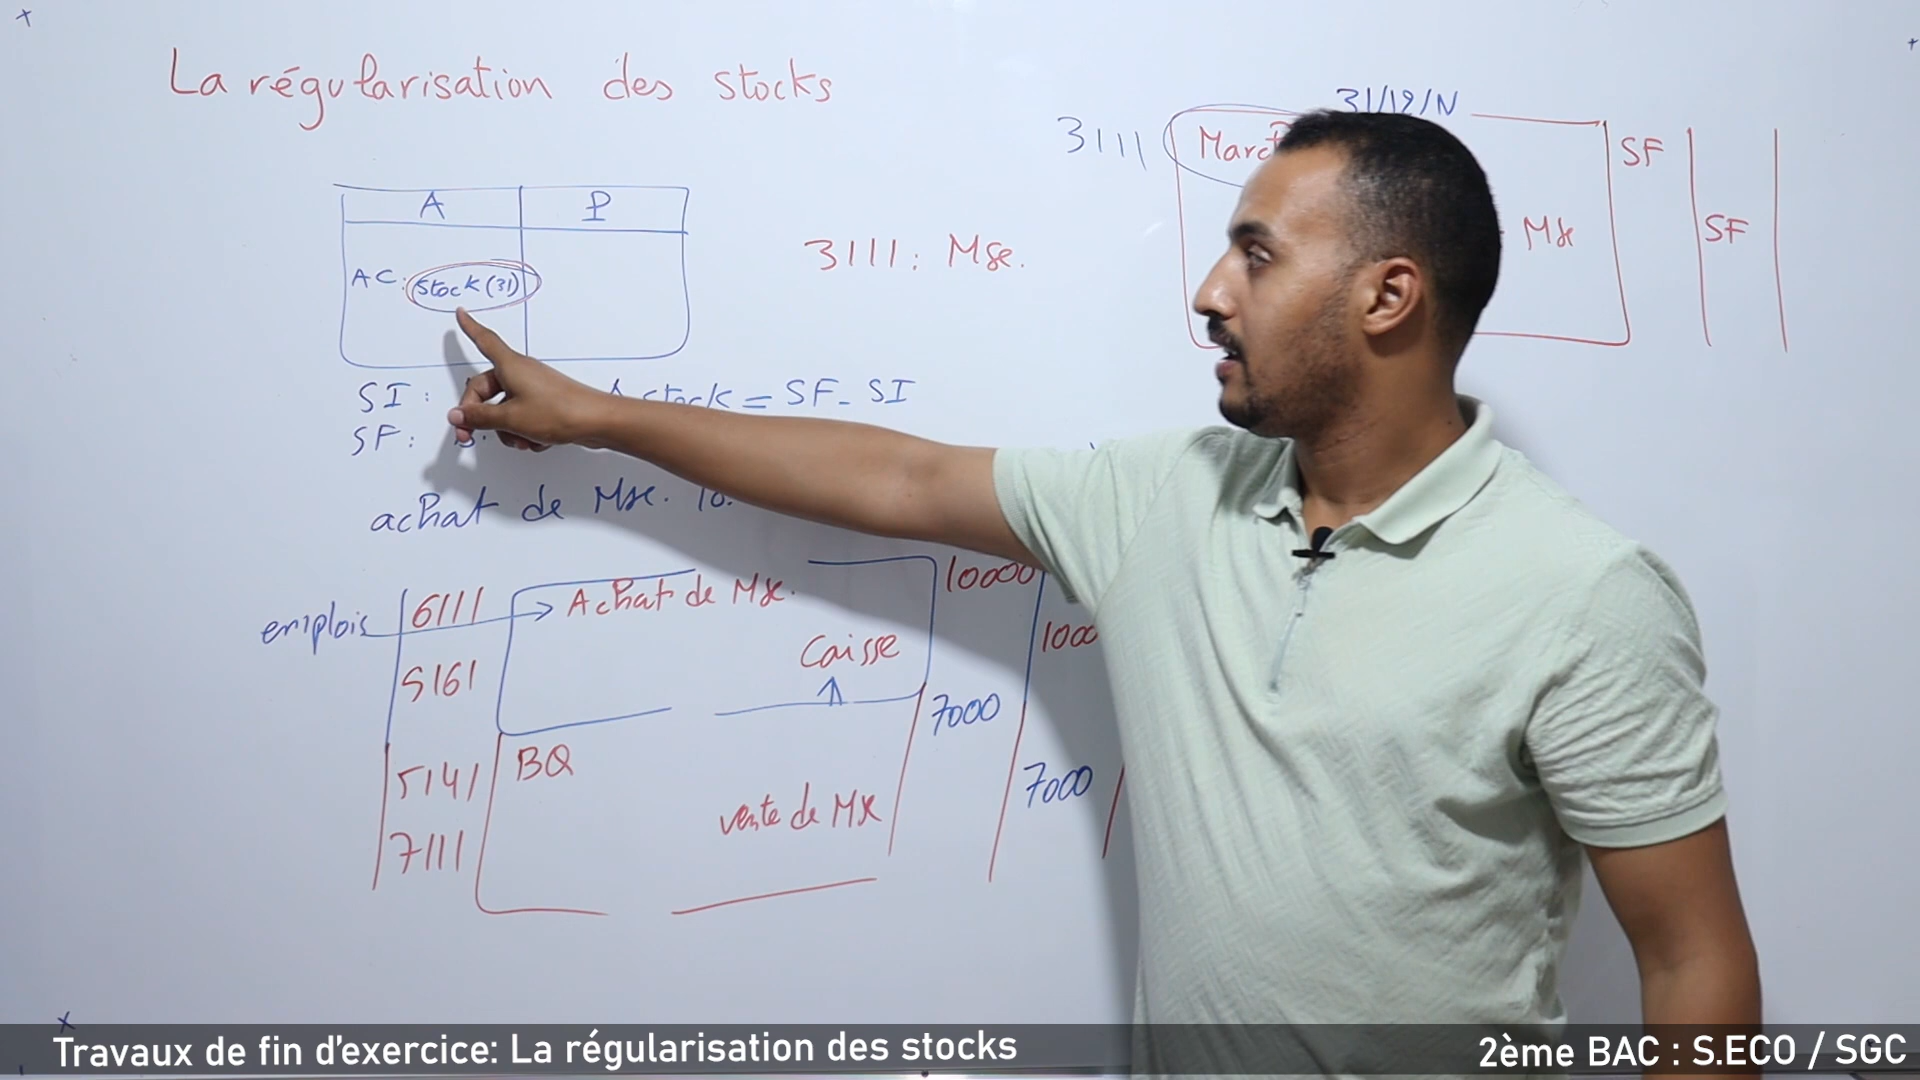 La régularisation des stocks
31/12/N
3111
SF
A P
AC: Stock (31)
3111: Mse.
Mse
SF
SI:
stock = SF - SI
SF:
achat de Mse.
emplois
6111
Achat de Mse.
10000
5161
Caisse
7000
5141
BQ
7000
7111
vente de Mse
Travaux de fin d'exercice: La régularisation des stocks
2ème BAC : S.ECO / SGC